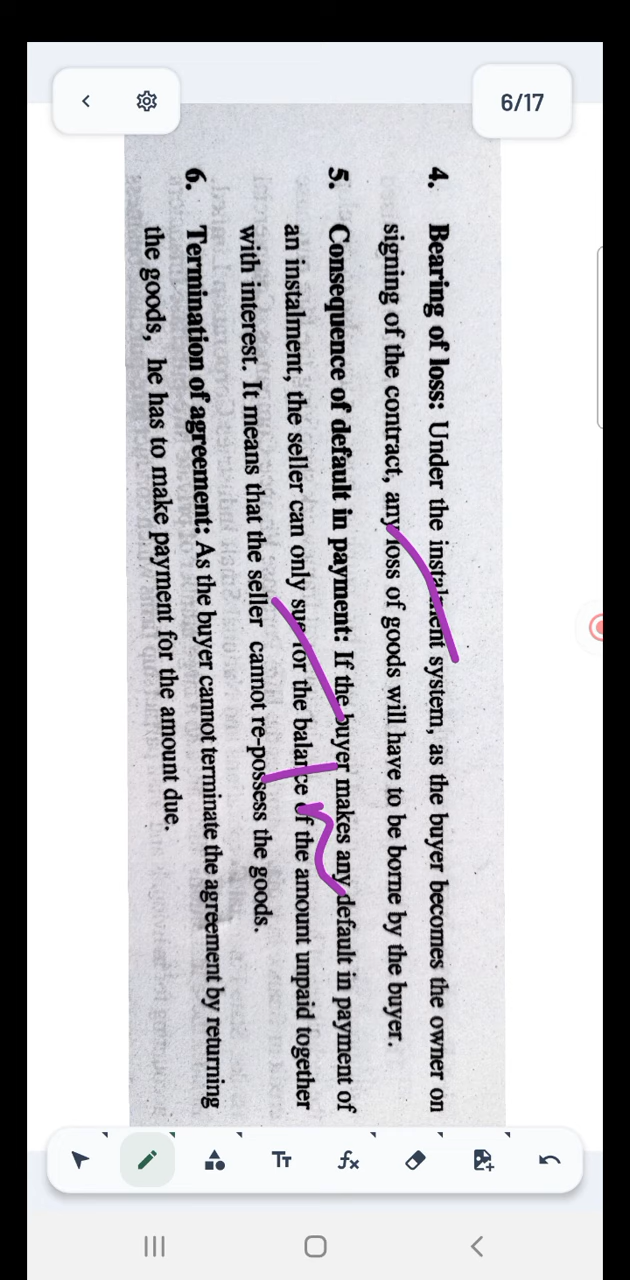 6/17
4. Bearing of loss: Under the instalment system, as the buyer becomes the owner on
signing of the contract, any loss of goods will have to be borne by the buyer.
5. Consequence of default in payment: If the buyer makes any default in payment of
an instalment, the seller can only sue for the balance of the amount unpaid together
with interest. It means that the seller cannot re-possess the goods.
6. Termination of agreement: As the buyer cannot terminate the agreement by returning
the goods, he has to make payment for the amount due.
TT
fx